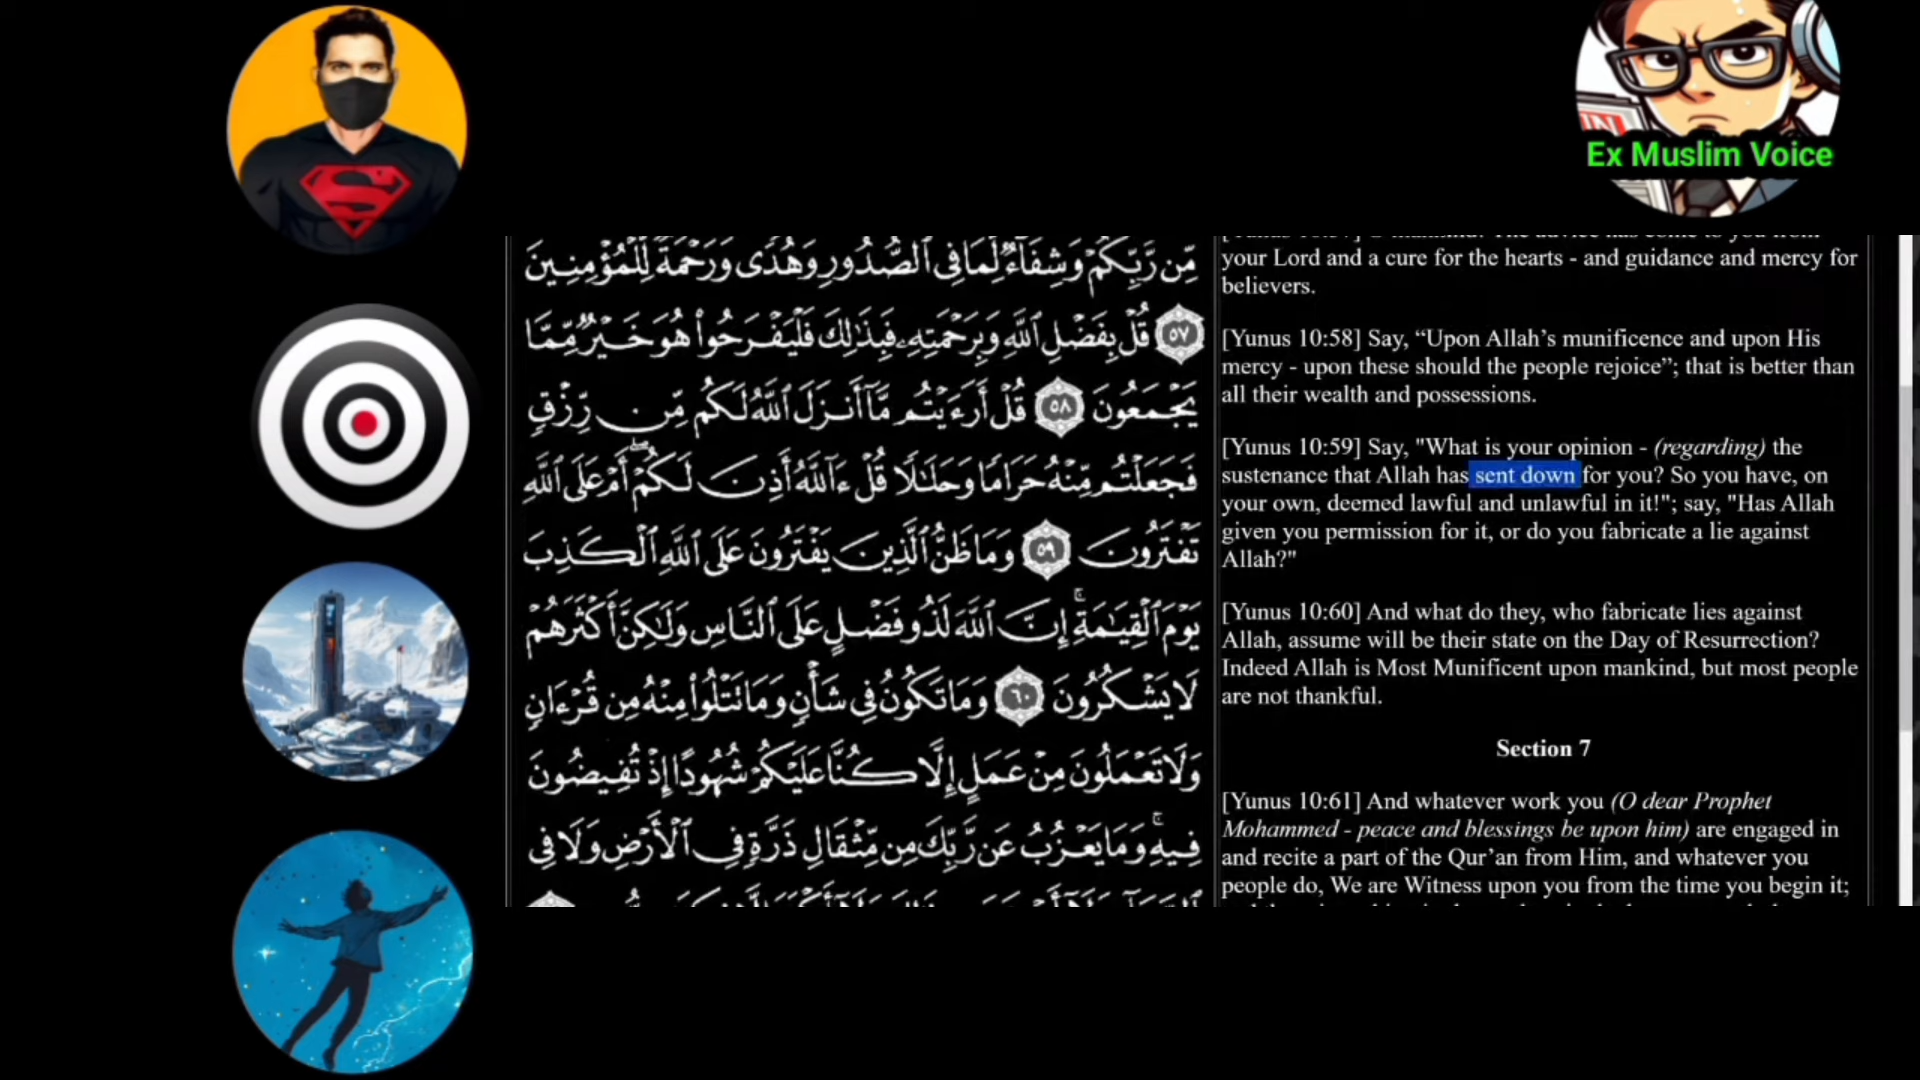 IN
Ex Muslim Voice
مِّن رَّبِّكُمْ وَشِفَآءٌ لِّمَا فِى ٱلصُّدُورِ وَهُدًى وَرَحْمَةٌ لِّلْمُؤْمِنِينَ
٥٧ قُلْ بِفَضْلِ ٱللَّهِ وَبِرَحْمَتِهِۦ فَبِذَٰلِكَ فَلْيَفْرَحُوا۟ هُوَ خَيْرٌ مِّمَّا
يَجْمَعُونَ ٥٨ قُلْ أَرَءَيْتُم مَّآ أَنزَلَ ٱللَّهُ لَكُم مِّن رِّزْقٍ
فَجَعَلْتُم مِّنْهُ حَرَامًا وَحَلَٰلًا قُلْ ءَآللَّهُ أَذِنَ لَكُمْ ۖ أَمْ عَلَى ٱللَّهِ
تَفْتَرُونَ ٥٩ وَمَا ظَنُّ ٱلَّذِينَ يَفْتَرُونَ عَلَى ٱللَّهِ ٱلْكَذِبَ
يَوْمَ ٱلْقِيَٰمَةِ ۗ إِنَّ ٱللَّهَ لَذُو فَضْلٍ عَلَى ٱلنَّاسِ وَلَٰكِنَّ أَكْثَرَهُمْ
لَا يَشْكُرُونَ ٦٠ وَمَا تَكُونُ فِى شَأْنٍ وَمَا تَتْلُوا۟ مِنْهُ مِن قُرْءَانٍ
وَلَا تَعْمَلُونَ مِنْ عَمَلٍ إِلَّا كُنَّا عَلَيْكُمْ شُهُودًا إِذْ تُفِيضُونَ
فِيهِ ۚ وَمَا يَعْزُبُ عَن رَّبِّكَ مِن مِّثْقَالِ ذَرَّةٍ فِى ٱلْأَرْضِ وَلَا فِى
your Lord and a cure for the hearts - and guidance and mercy for
believers.
[Yunus 10:58] Say, “Upon Allah’s munificence and upon His
mercy - upon these should the people rejoice”; that is better than
all their wealth and possessions.
[Yunus 10:59] Say, "What is your opinion - (regarding) the
sustenance that Allah has sent down for you? So you have, on
your own, deemed lawful and unlawful in it!"; say, "Has Allah
given you permission for it, or do you fabricate a lie against
Allah?"
[Yunus 10:60] And what do they, who fabricate lies against
Allah, assume will be their state on the Day of Resurrection?
Indeed Allah is Most Munificent upon mankind, but most people
are not thankful.
Section 7
[Yunus 10:61] And whatever work you (O dear Prophet
Mohammed - peace and blessings be upon him) are engaged in
and recite a part of the Qur’an from Him, and whatever you
people do, We are Witness upon you from the time you begin it;